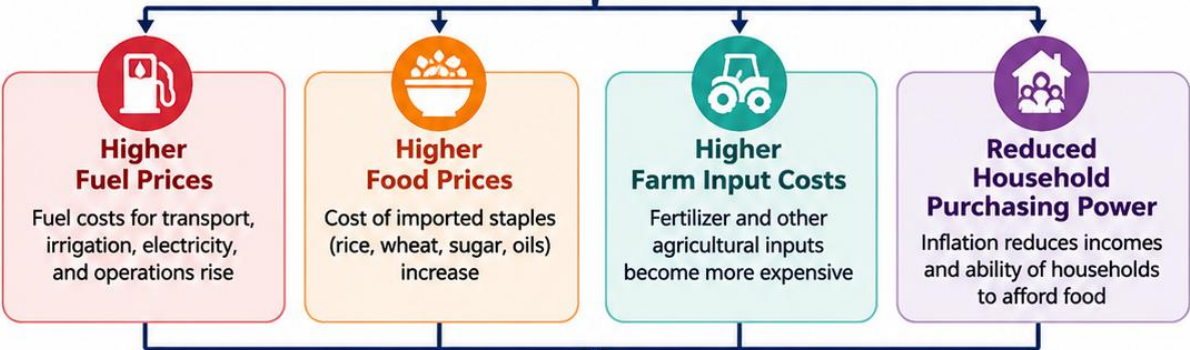 Higher
Fuel Prices
Fuel costs for transport,
irrigation, electricity,
and operations rise
Higher
Food Prices
Cost of imported staples
(rice, wheat, sugar, oils)
increase
Higher
Farm Input Costs
Fertilizer and other
agricultural inputs
become more expensive
Reduced
Household
Purchasing Power
Inflation reduces incomes
and ability of households
to afford food